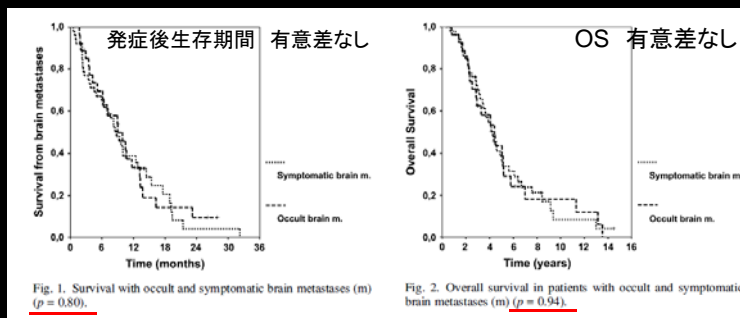 発症後生存期間 有意差なし
Survival from brain metastases
1,0
0,8
0,6
0,4
0,2
0,0
0 6 12 18 24 30 36
Time (months)
Symptomatic brain m.
Occult brain m.
Fig. 1. Survival with occult and symptomatic brain metastases (m)
(p = 0.80).
OS 有意差なし
Overall Survival
1,0
0,8
0,6
0,4
0,2
0,0
0 2 4 6 8 10 12 14 16
Time (years)
Symptomatic brain m
Occult brain m.
Fig. 2. Overall survival in patients with occult and symptomatic
brain metastases (m) (p = 0.94).